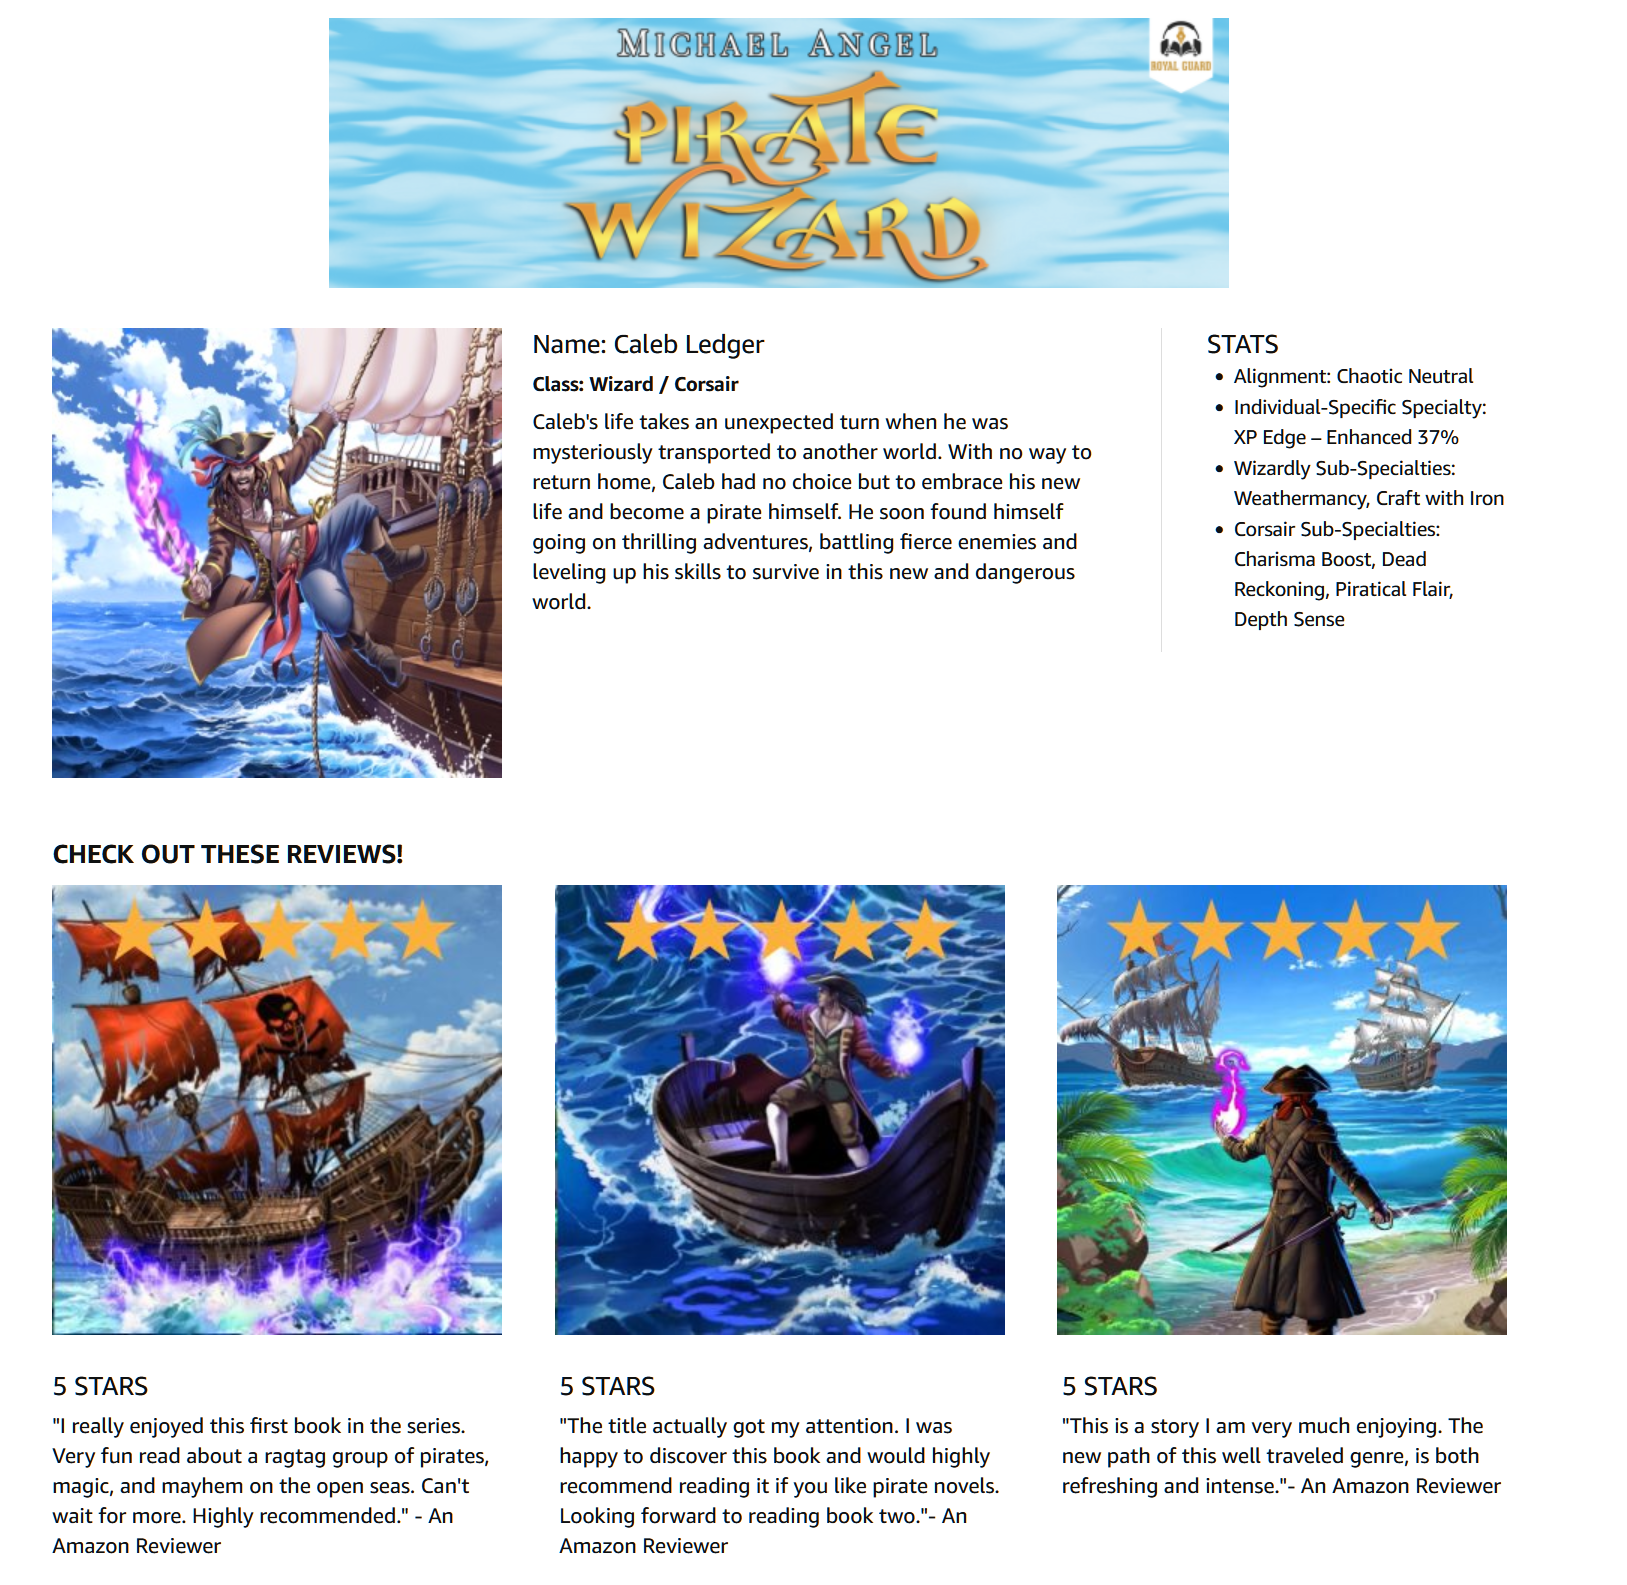 MICHAEL ANGEL
ROYAL GUARD
PIRATE
WIZARD
Name: Caleb Ledger
Class: Wizard / Corsair
Caleb's life takes an unexpected turn when he was
mysteriously transported to another world. With no way to
return home, Caleb had no choice but to embrace his new
life and become a pirate himself. He soon found himself
going on thrilling adventures, battling fierce enemies and
leveling up his skills to survive in this new and dangerous
world.
STATS
• Alignment: Chaotic Neutral
• Individual-Specific Specialty:
XP Edge – Enhanced 37%
• Wizardly Sub-Specialties:
Weathermancy, Craft with Iron
• Corsair Sub-Specialties:
Charisma Boost, Dead
Reckoning, Piratical Flair,
Depth Sense
CHECK OUT THESE REVIEWS!
5 STARS
"I really enjoyed this first book in the series.
Very fun read about a ragtag group of pirates,
magic, and mayhem on the open seas. Can't
wait for more. Highly recommended." - An
Amazon Reviewer
5 STARS
"The title actually got my attention. I was
happy to discover this book and would highly
recommend reading it if you like pirate novels.
Looking forward to reading book two."- An
Amazon Reviewer
5 STARS
"This is a story I am very much enjoying. The
new path of this well traveled genre, is both
refreshing and intense."- An Amazon Reviewer